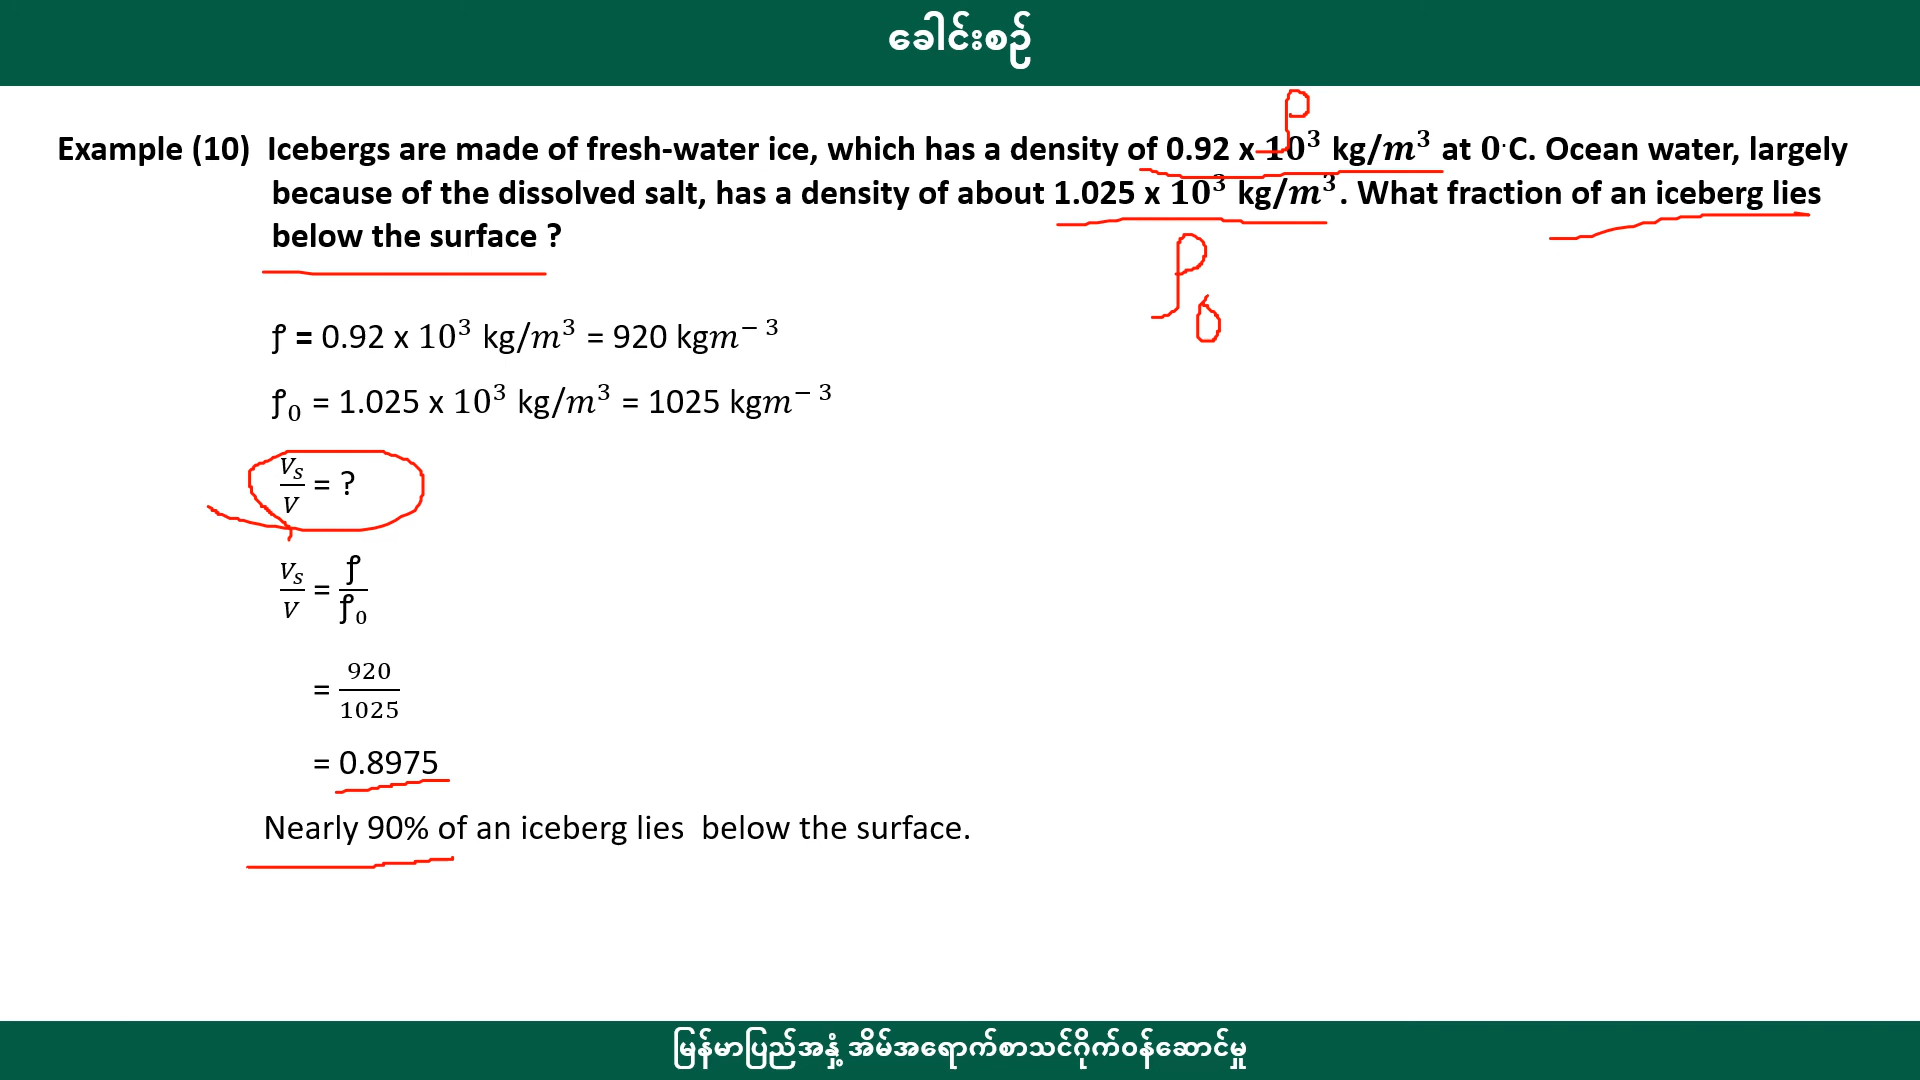 ခေါင်းစဉ်
ρ
Example (10) Icebergs are made of fresh-water ice, which has a density of 0.92 x 10³ kg/m³ at 0·C. Ocean water, largely
because of the dissolved salt, has a density of about 1.025 x 10³ kg/m³. What fraction of an iceberg lies
below the surface ?
ρ₀
ƥ = 0.92 x 10³ kg/m³ = 920 kgm⁻³
ƥ₀ = 1.025 x 10³ kg/m³ = 1025 kgm⁻³
Vₛ/V = ?
Vₛ/V = ƥ/ƥ₀
= 920/1025
= 0.8975
Nearly 90% of an iceberg lies below the surface.
မြန်မာပြည်အနှံ့ အိမ်အရောက်စာသင်ဂိုက်ဝန်ဆောင်မှု